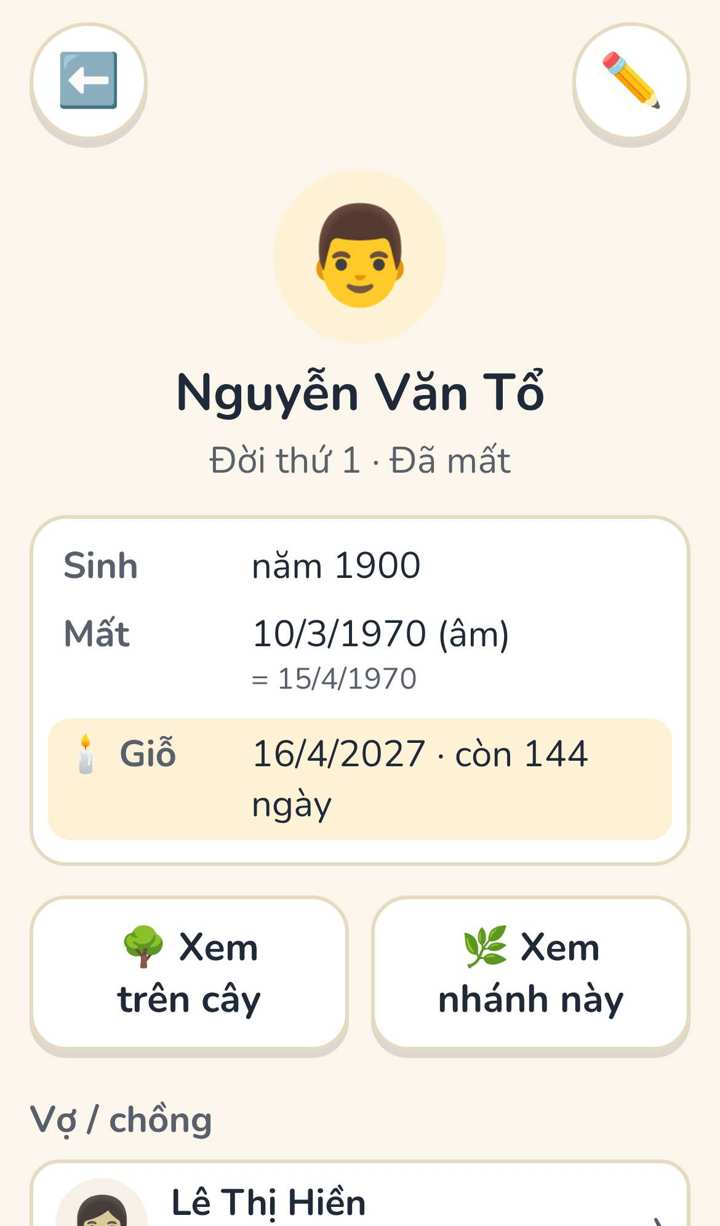 Nguyễn Văn Tổ
Đời thứ 1 · Đã mất
Sinh năm 1900
Mất 10/3/1970 (âm)
= 15/4/1970
Giỗ 16/4/2027 · còn 144
ngày
Xem
trên cây
Xem
nhánh này
Vợ / chồng
Lê Thị Hiền